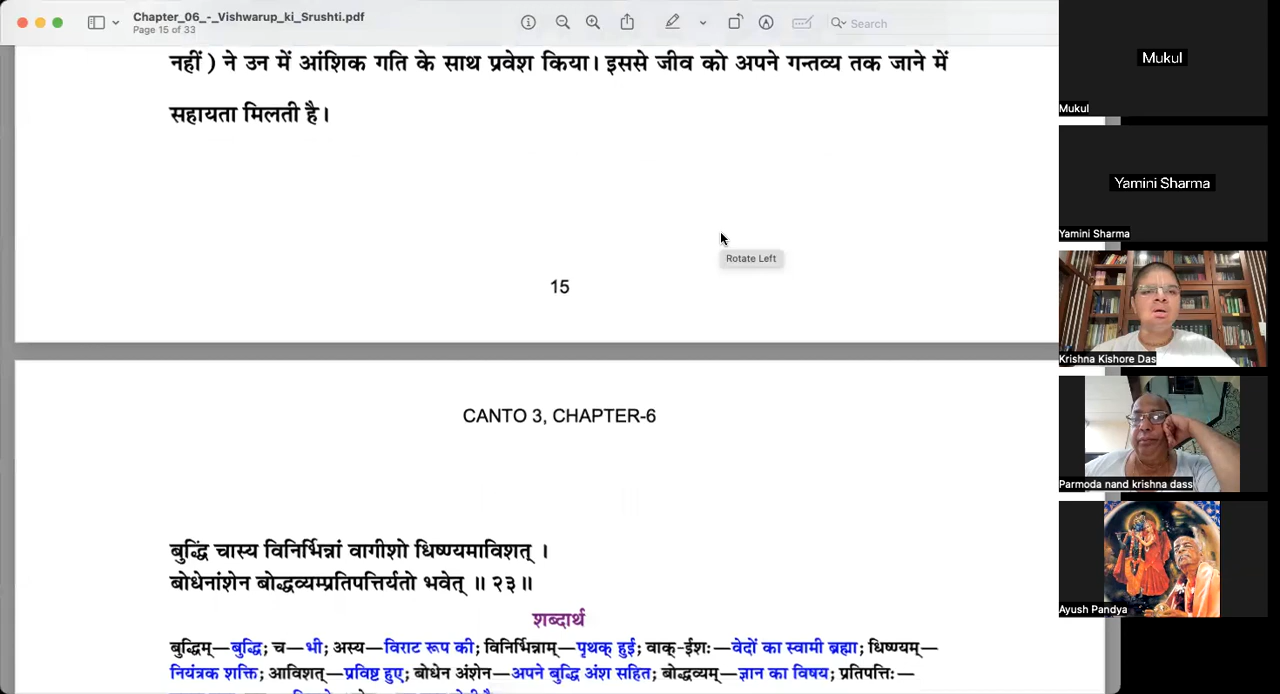 Chapter_06_-_Vishwarup_ki_Srushti.pdf
Page 15 of 33
Search
नहीं ) ने उन में आंशिक गति के साथ प्रवेश किया। इससे जीव को अपने गन्तव्य तक जाने में
सहायता मिलती है।
Rotate Left
15
CANTO 3, CHAPTER-6
बुद्धिं चास्य विनिर्भिन्नां वागीशो धिष्ण्यमाविशत् ।
बोधेनांशेन बोद्धव्यम्प्रतिपत्तिर्यतो भवेत् ॥ २३॥
शब्दार्थ
बुद्धिम्—बुद्धि; च—भी; अस्य—विराट रूप की; विनिर्भिन्नाम्—पृथक् हुई; वाक्-ईशः—वेदों का स्वामी ब्रह्मा; धिष्ण्यम्—
नियंत्रक शक्ति; आविशत्—प्रविष्ट हुए; बोधेन अंशेन—अपने बुद्धि अंश सहित; बोद्धव्यम्—ज्ञान का विषय; प्रतिपत्तिः—
Mukul
Mukul
Yamini Sharma
Yamini Sharma
Krishna Kishore Das
Parmoda nand krishna dass
Ayush Pandya